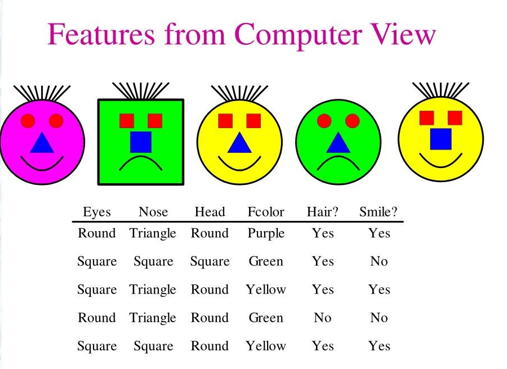 Features from Computer View
Eyes Nose Head Fcolor Hair? Smile?
Round Triangle Round Purple Yes Yes
Square Square Square Green Yes No
Square Triangle Round Yellow Yes Yes
Round Triangle Round Green No No
Square Square Round Yellow Yes Yes